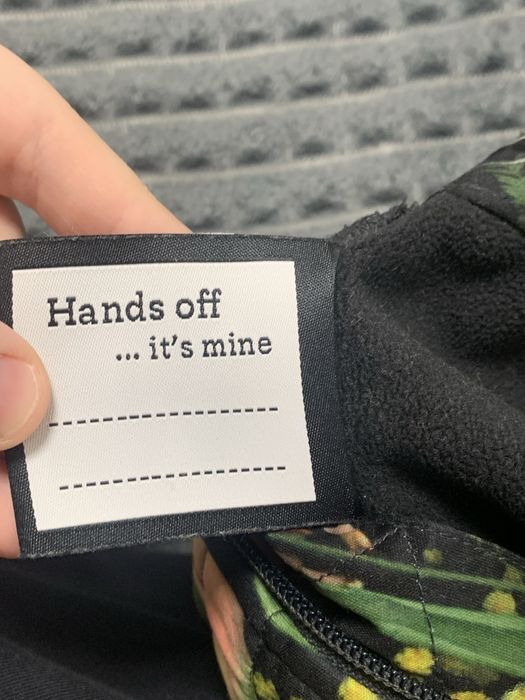 Hands off
... it's mine